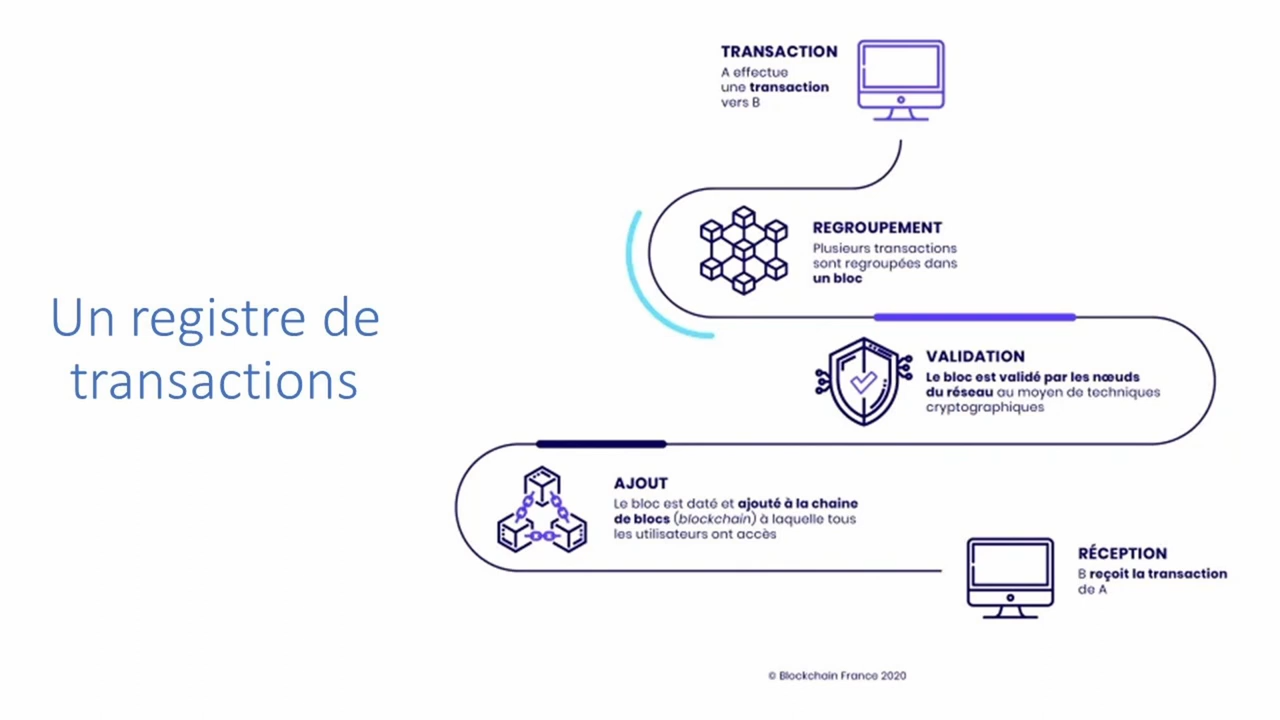 Un registre de
transactions
TRANSACTION
A effectue
une transaction
vers B
REGROUPEMENT
Plusieurs transactions
sont regroupées dans
un bloc
VALIDATION
Le bloc est validé par les nœuds
du réseau au moyen de techniques
cryptographiques
AJOUT
Le bloc est daté et ajouté à la chaine
de blocs (blockchain) à laquelle tous
les utilisateurs ont accès
RÉCEPTION
B reçoit la transaction
de A
© Blockchain France 2020